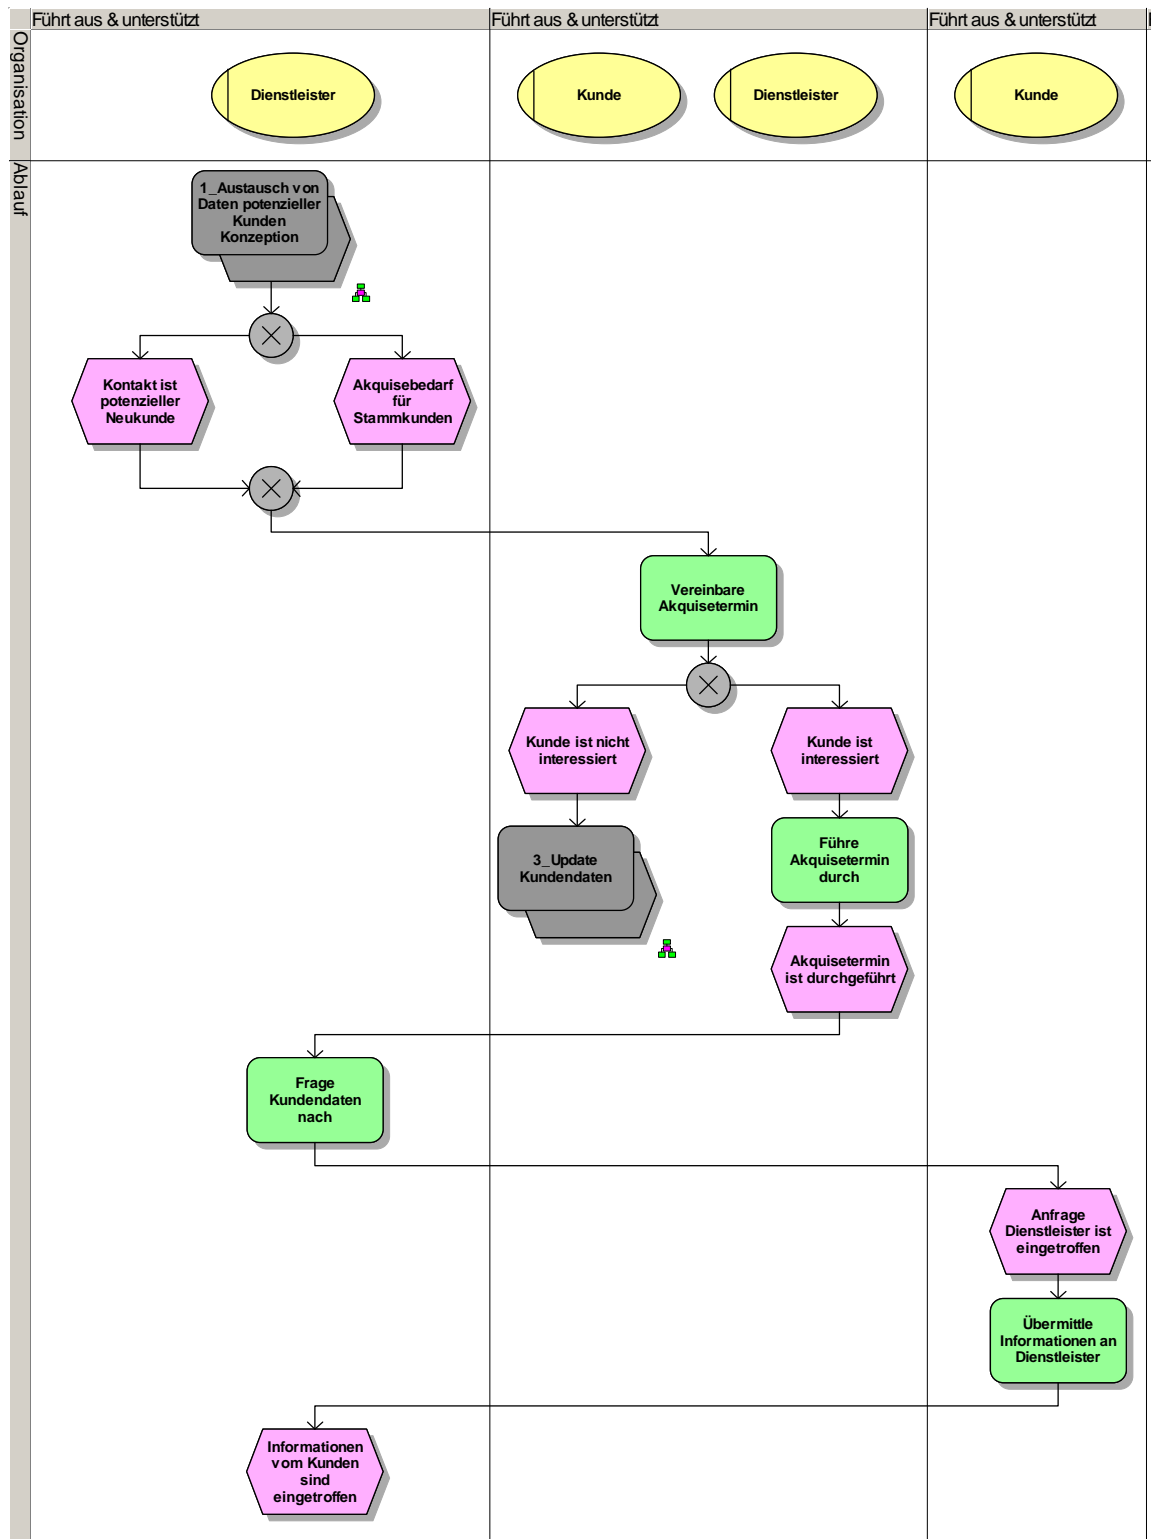 Führt aus & unterstützt
Führt aus & unterstützt
Führt aus & unterstützt
Organisation
Dienstleister
Kunde
Dienstleister
Kunde
Ablauf
1_Austausch von
Daten potenzieller
Kunden
Konzeption
Kontakt ist
potenzieller
Neukunde
Akquisebedarf
für
Stammkunden
Vereinbare
Akquisetermin
Kunde ist nicht
interessiert
Kunde ist
interessiert
3_Update
Kundendaten
Führe
Akquisetermin
durch
Akquisetermin
ist durchgeführt
Frage
Kundendaten
nach
Anfrage
Dienstleister ist
eingetroffen
Übermittle
Informationen an
Dienstleister
Informationen
vom Kunden
sind
eingetroffen